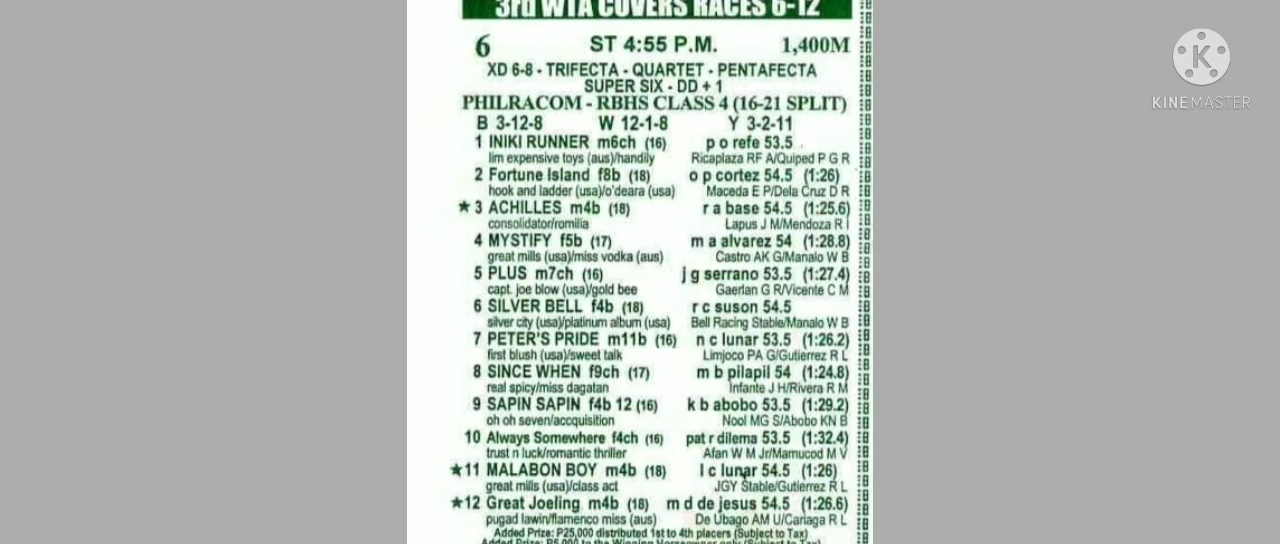 3rd WTA COVERS RACES 6-12
6 ST 4:55 P.M. 1,400M
XD 6-8 - TRIFECTA - QUARTET - PENTAFECTA
SUPER SIX - DD + 1
PHILRACOM - RBHS CLASS 4 (16-21 SPLIT)
B 3-12-8 W 12-1-8 Y 3-2-11
1 INIKI RUNNER m6ch (16) p o refe 53.5
lim expensive toys (aus)/handily Ricaplaza RF A/Quiped P G R
2 Fortune Island f8b (18) o p cortez 54.5 (1:26)
hook and ladder (usa)/o'deara (usa) Maceda E P/Dela Cruz D R
★ 3 ACHILLES m4b (18) r a base 54.5 (1:25.6)
consolidator/romilia Lapus J M/Mendoza R I
4 MYSTIFY f5b (17) m a alvarez 54 (1:28.8)
great mills (usa)/miss vodka (aus) Castro AK G/Manalo W B
5 PLUS m7ch (16) j g serrano 53.5 (1:27.4)
capt. joe blow (usa)/gold bee Gaerlan G R/Vicente C M
6 SILVER BELL f4b (18) r c suson 54.5
silver city (usa)/platinum album (usa) Bell Racing Stable/Manalo W B
7 PETER'S PRIDE m11b (16) n c lunar 53.5 (1:26.2)
first blush (usa)/sweet talk Limjoco PA G/Gutierrez R L
8 SINCE WHEN f9ch (17) m b pilapil 54 (1:24.8)
real spicy/miss dagatan Infante J H/Rivera R M
9 SAPIN SAPIN f4b 12 (16) k b abobo 53.5 (1:29.2)
oh oh seven/accquisition Nool MG S/Abobo KN B
10 Always Somewhere f4ch (16) pat r dilema 53.5 (1:32.4)
trust n luck/romantic thriller Afan W M Jr/Mamucod M V
★11 MALABON BOY m4b (18) l c lunar 54.5 (1:26)
great mills (usa)/class act JGY Stable/Gutierrez R L
★12 Great Joeling m4b (18) m d de jesus 54.5 (1:26.6)
pugad lawin/flamenco miss (aus) De Ubago AM U/Cariaga R L
Added Prize: P25,000 distributed 1st to 4th placers (Subject to Tax)
Added Prize: P5,000 to the Winning Horseowner only (Subject to Tax)
K
KINEMASTER